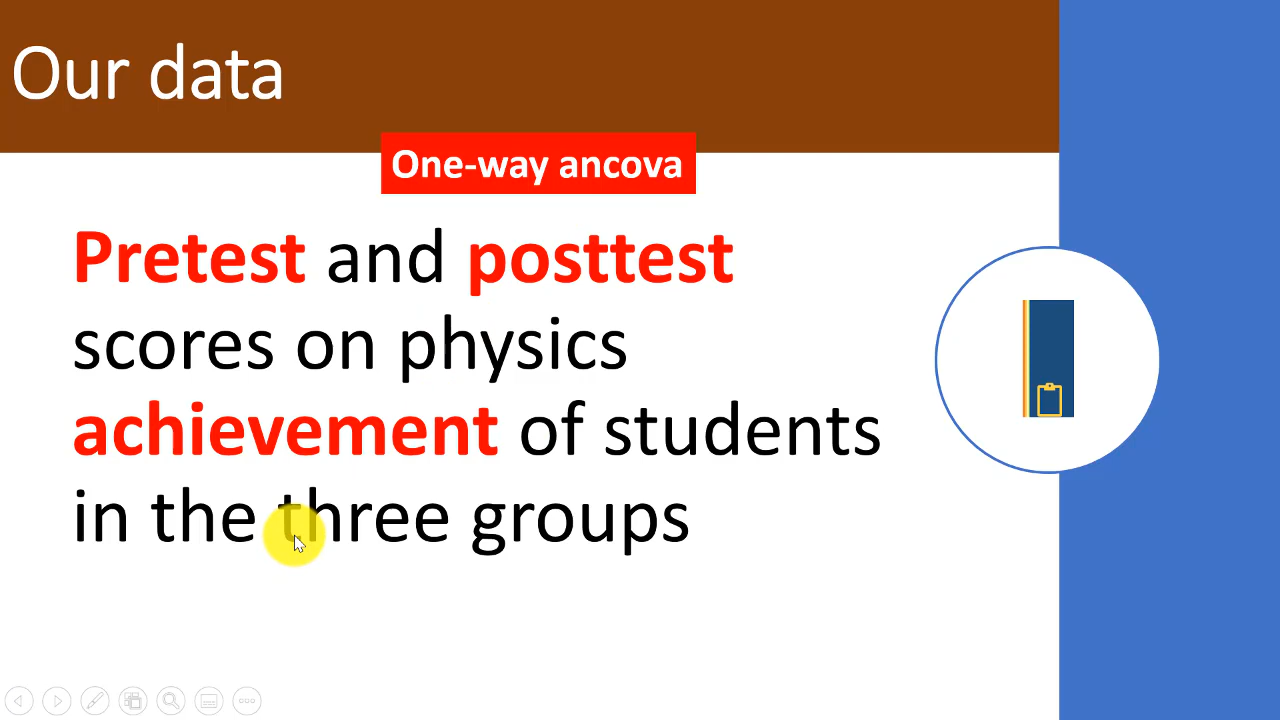 Our data
One-way ancova
Pretest and posttest
scores on physics
achievement of students
in the three groups